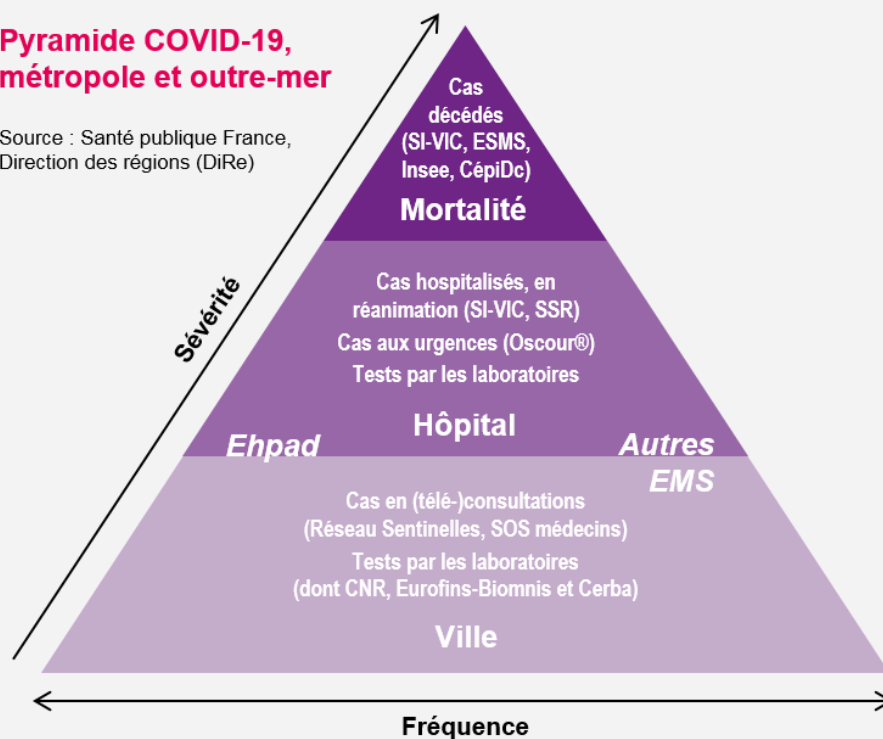 Pyramide COVID-19,
métropole et outre-mer
Source : Santé publique France,
Direction des régions (DiRe)
Sévérité
Cas
décédés
(SI-VIC, ESMS,
Insee, CépiDc)
Mortalité
Cas hospitalisés, en
réanimation (SI-VIC, SSR)
Cas aux urgences (Oscour®)
Tests par les laboratoires
Hôpital
Ehpad
Autres
EMS
Cas en (télé-)consultations
(Réseau Sentinelles, SOS médecins)
Tests par les laboratoires
(dont CNR, Eurofins-Biomnis et Cerba)
Ville
Fréquence